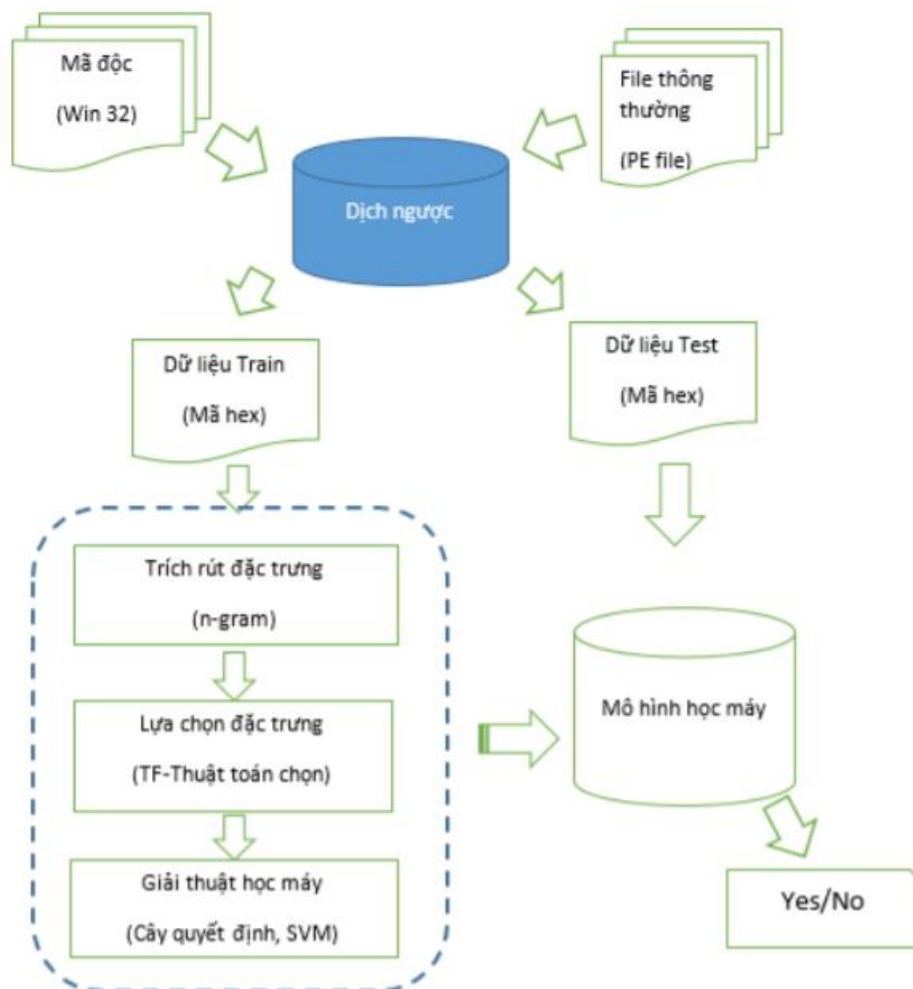 Mã độc
(Win 32)
File thông
thường
(PE file)
Dịch ngược
Dữ liệu Train
(Mã hex)
Dữ liệu Test
(Mã hex)
Trích rút đặc trưng
(n-gram)
Lựa chọn đặc trưng
(TF-Thuật toán chọn)
Giải thuật học máy
(Cây quyết định, SVM)
Mô hình học máy
Yes/No